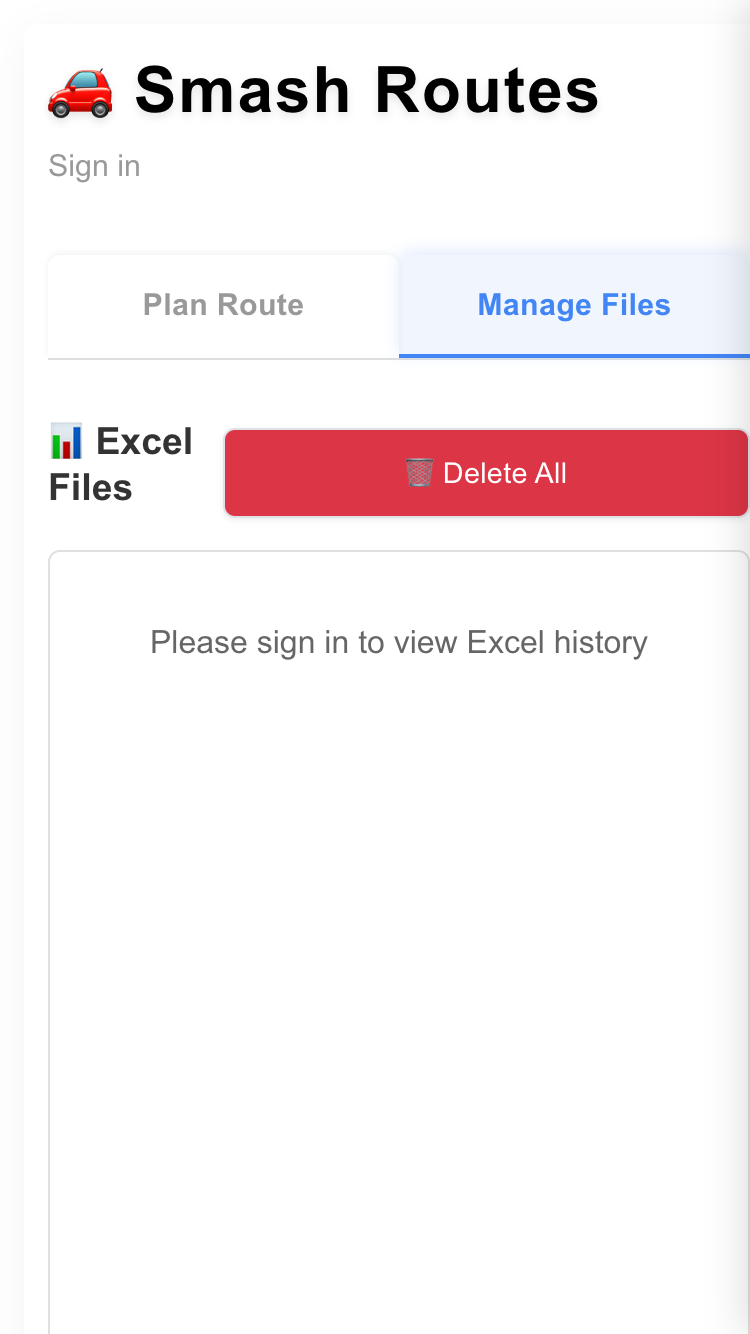 🚗 Smash Routes
Sign in
Plan Route
Manage Files
📊 Excel
Files
🗑️ Delete All
Please sign in to view Excel history